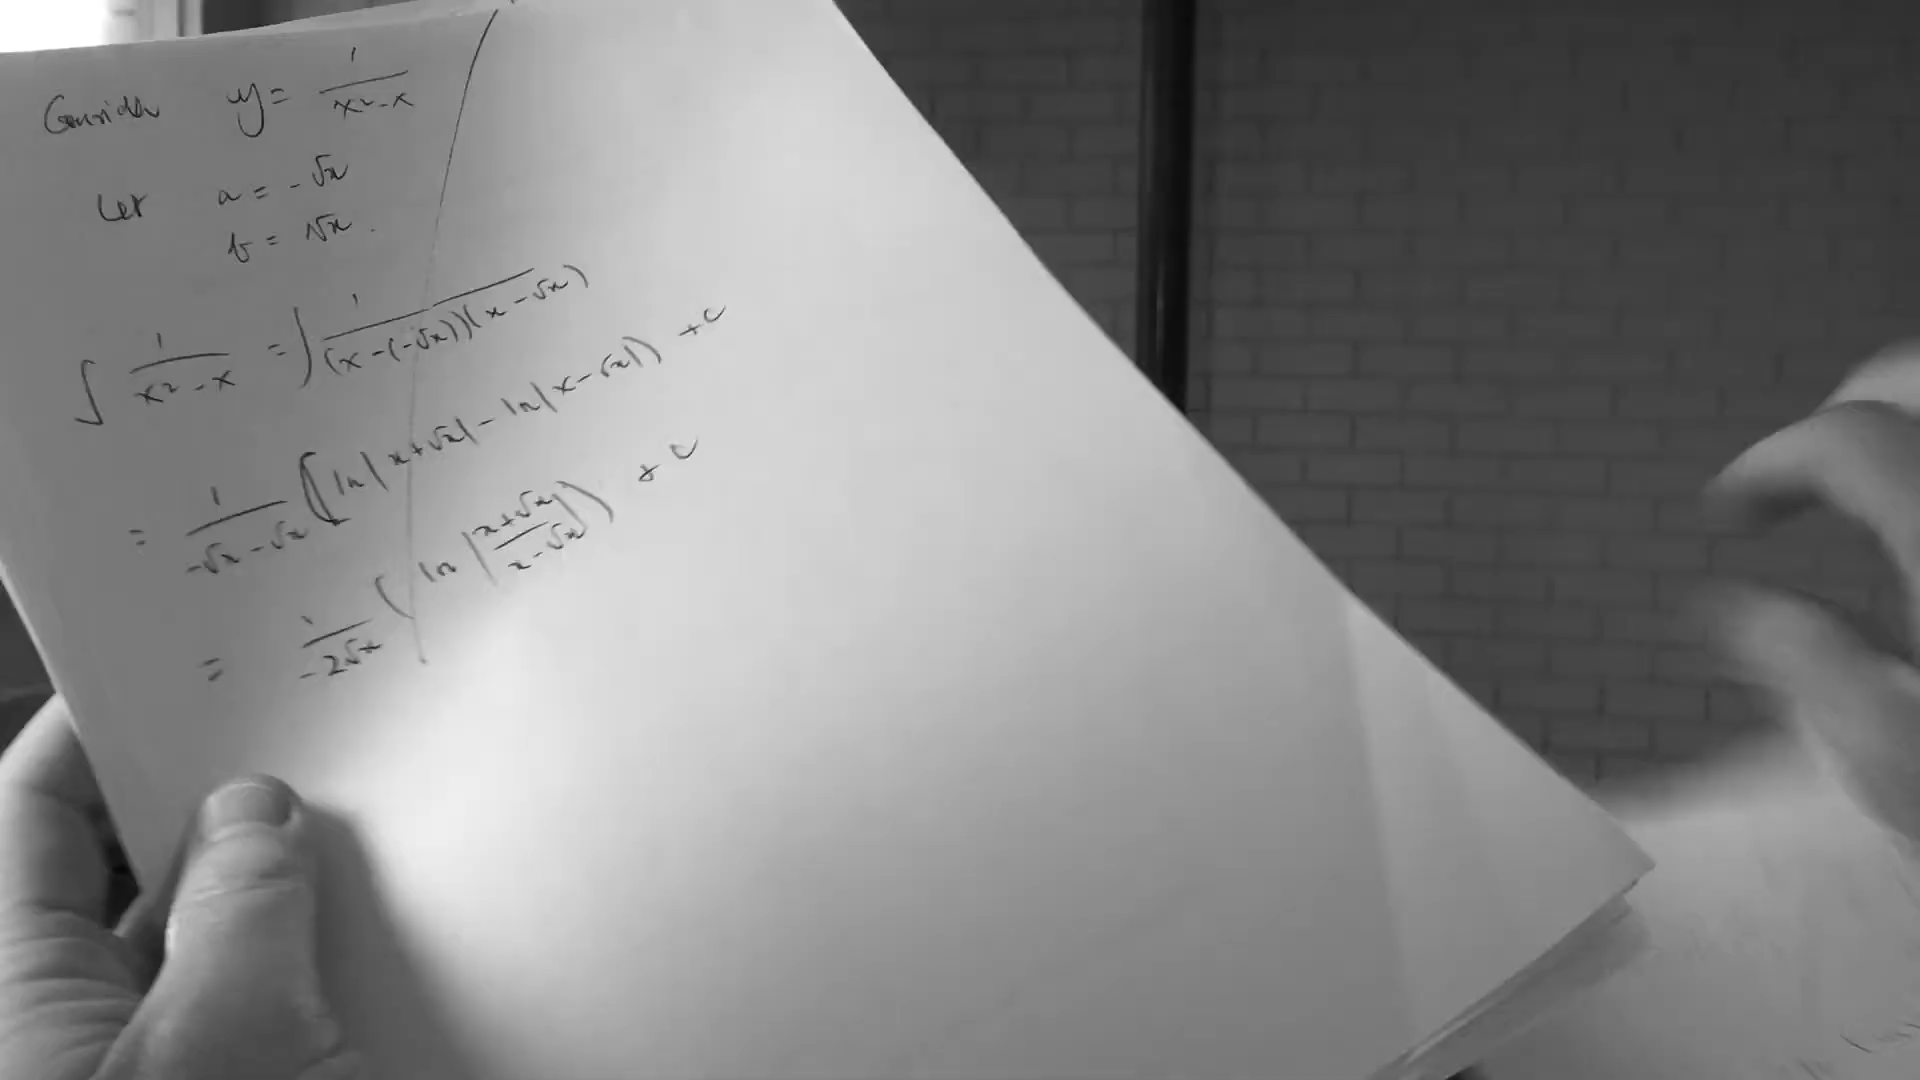 Consider y = 1/(x² - x)
Let a = -√x
b = √x.
∫ 1/(x² - x) = ∫ 1/((x - (-√x))(x - √x))
= 1/(-√x - √x) (ln|x + √x| - ln|x - √x|) + C
= 1/(-2√x) (ln|(x + √x)/(x - √x)|) + C